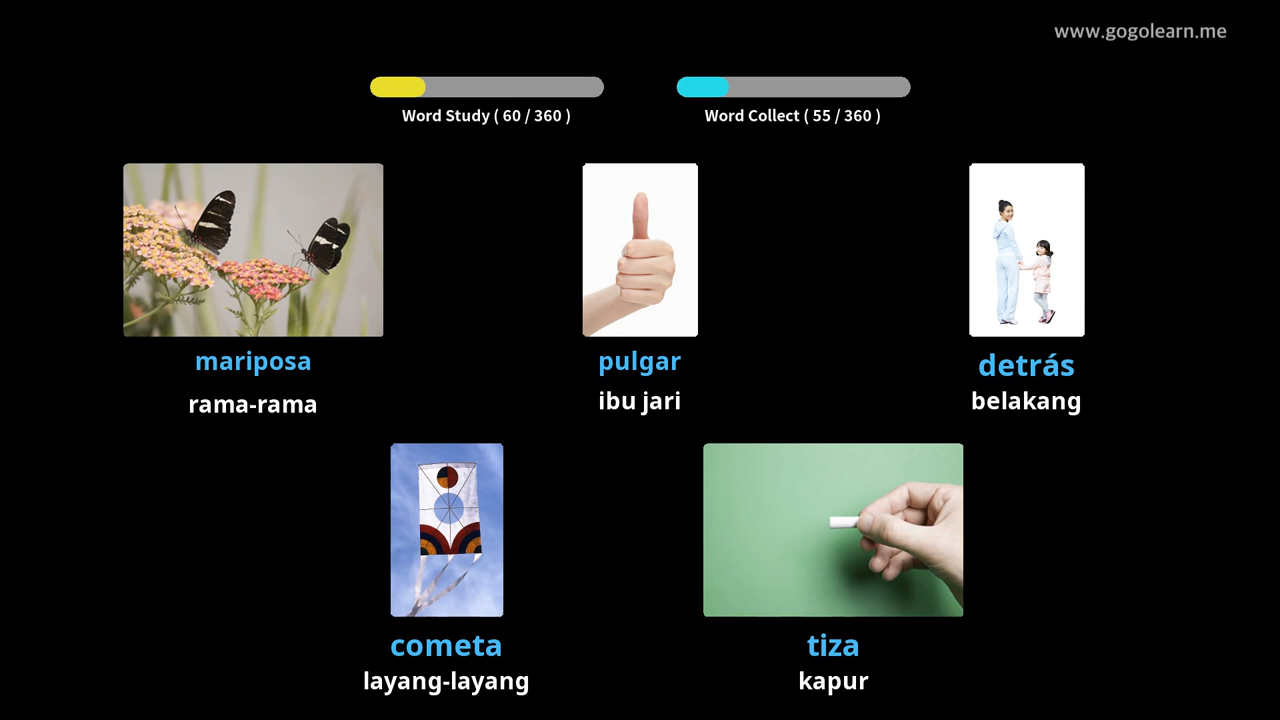 www.gogolearn.me
Word Study ( 60 / 360 )
Word Collect ( 55 / 360 )
mariposa
rama-rama
pulgar
ibu jari
detrás
belakang
cometa
layang-layang
tiza
kapur